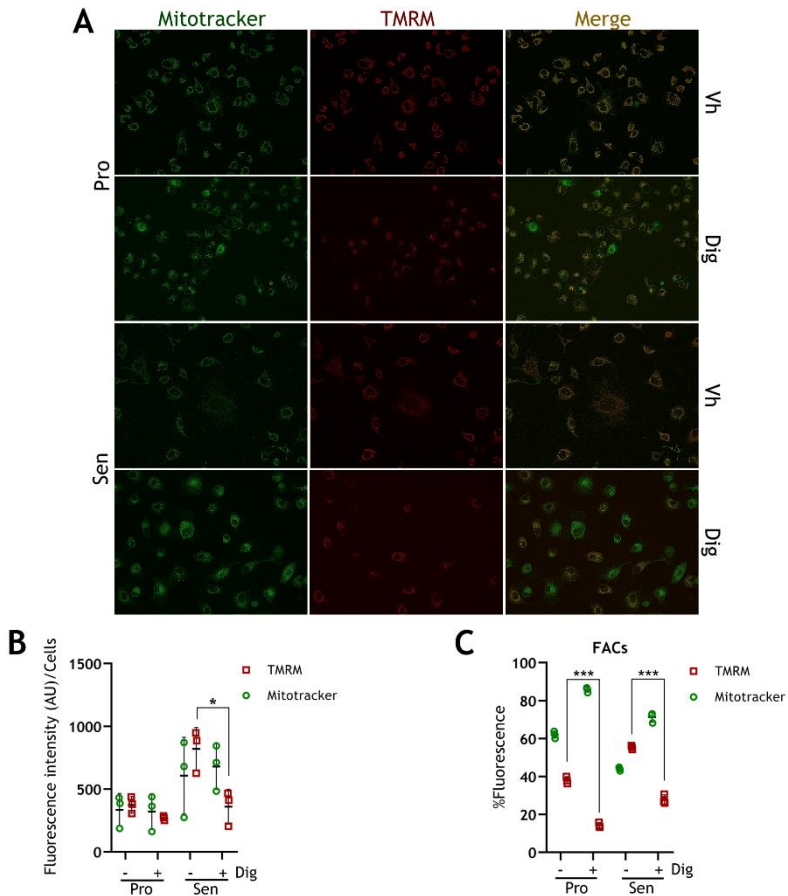 A
Mitotracker TMRM Merge
Pro
Vh
Dig
Sen
Vh
Dig
B
Fluorescence intensity (AU)/Cells
1500
1000
500
0
*
TMRM
Mitotracker
- + - + Dig
Pro Sen
C
FACs
%Fluorescence
100
80
60
40
20
0
*** ***
TMRM
Mitotracker
- + - + Dig
Pro Sen